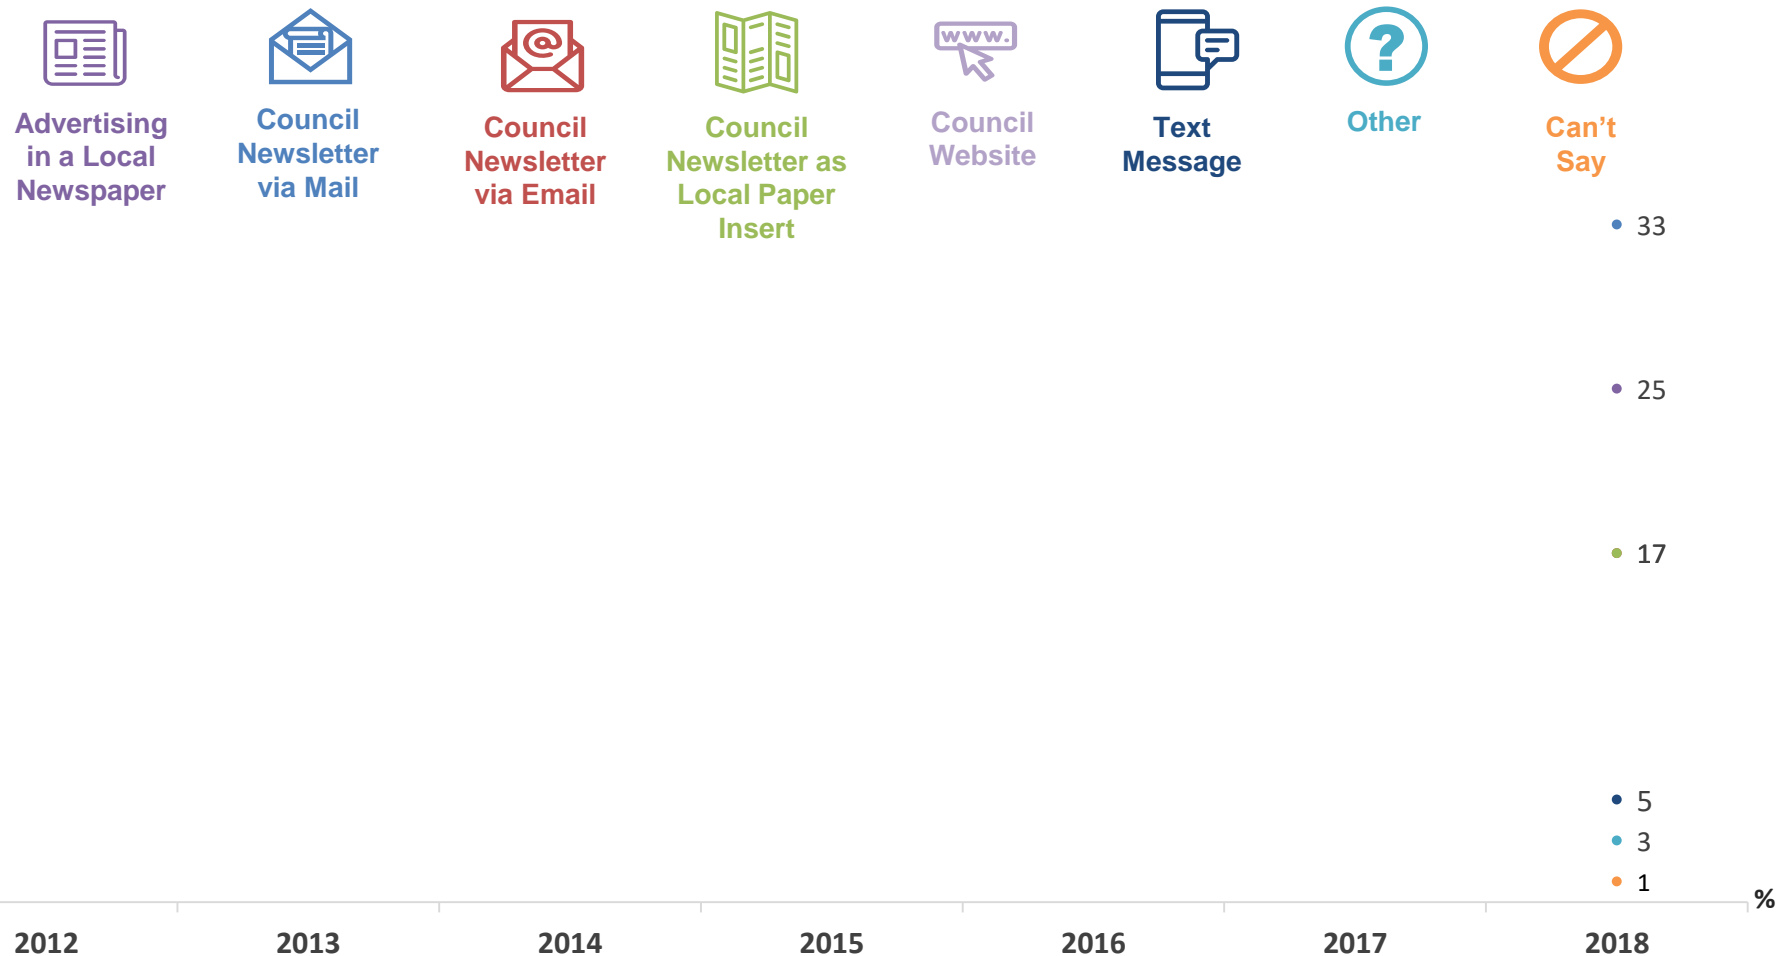 Advertising
in a Local
Newspaper
Council
Newsletter
via Mail
@
Council
Newsletter
via Email
Council
Newsletter as
Local Paper
Insert
www.
Council
Website
Text
Message
?
Other
Can't
Say
33
25
17
5
3
1
%
2012 2013 2014 2015 2016 2017 2018